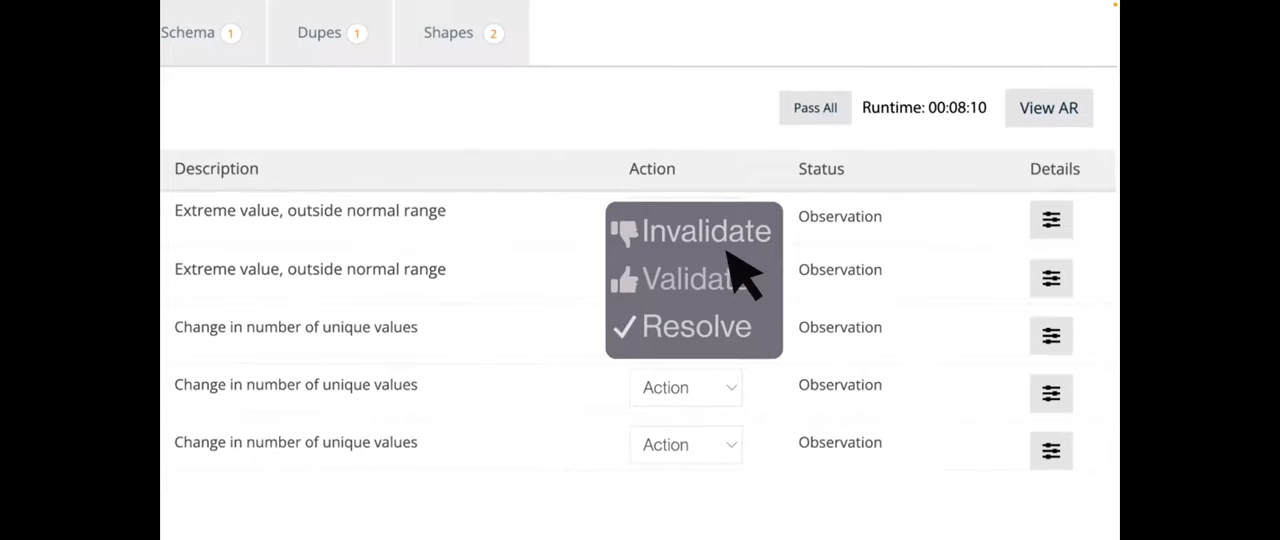 Schema 1 Dupes 1 Shapes 2
Pass All Runtime: 00:08:10 View AR
Description Action Status Details
Extreme value, outside normal range Observation
Invalidate
Extreme value, outside normal range Observation
Validate
Change in number of unique values Observation
Resolve
Change in number of unique values Action Observation
Change in number of unique values Action Observation